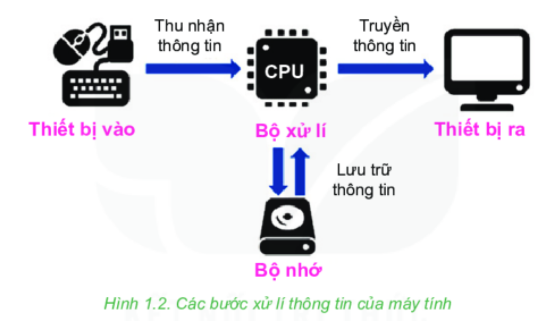 Thu nhận
thông tin
Truyền
thông tin
CPU
Thiết bị vào
Bộ xử lí
Thiết bị ra
Lưu trữ
thông tin
Bộ nhớ
Hình 1.2. Các bước xử lí thông tin của máy tính